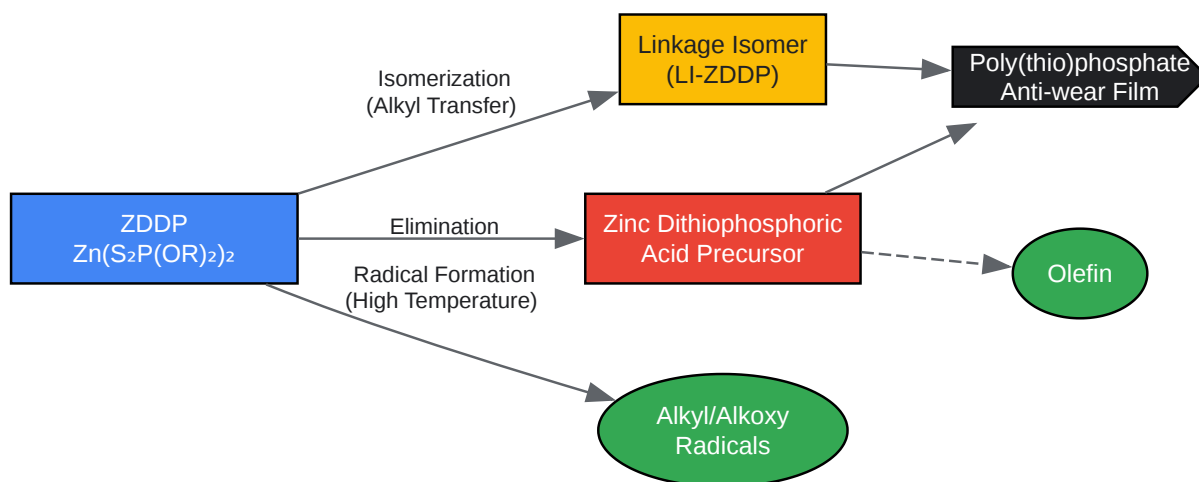 Linkage Isomer
(LI-ZDDP)
Poly(thio)phosphate
Anti-wear Film
Isomerization
(Alkyl Transfer)
ZDDP
Zn(S₂P(OR)₂)₂
Elimination
Zinc Dithiophosphoric
Acid Precursor
Radical Formation
(High Temperature)
Olefin
Alkyl/Alkoxy
Radicals